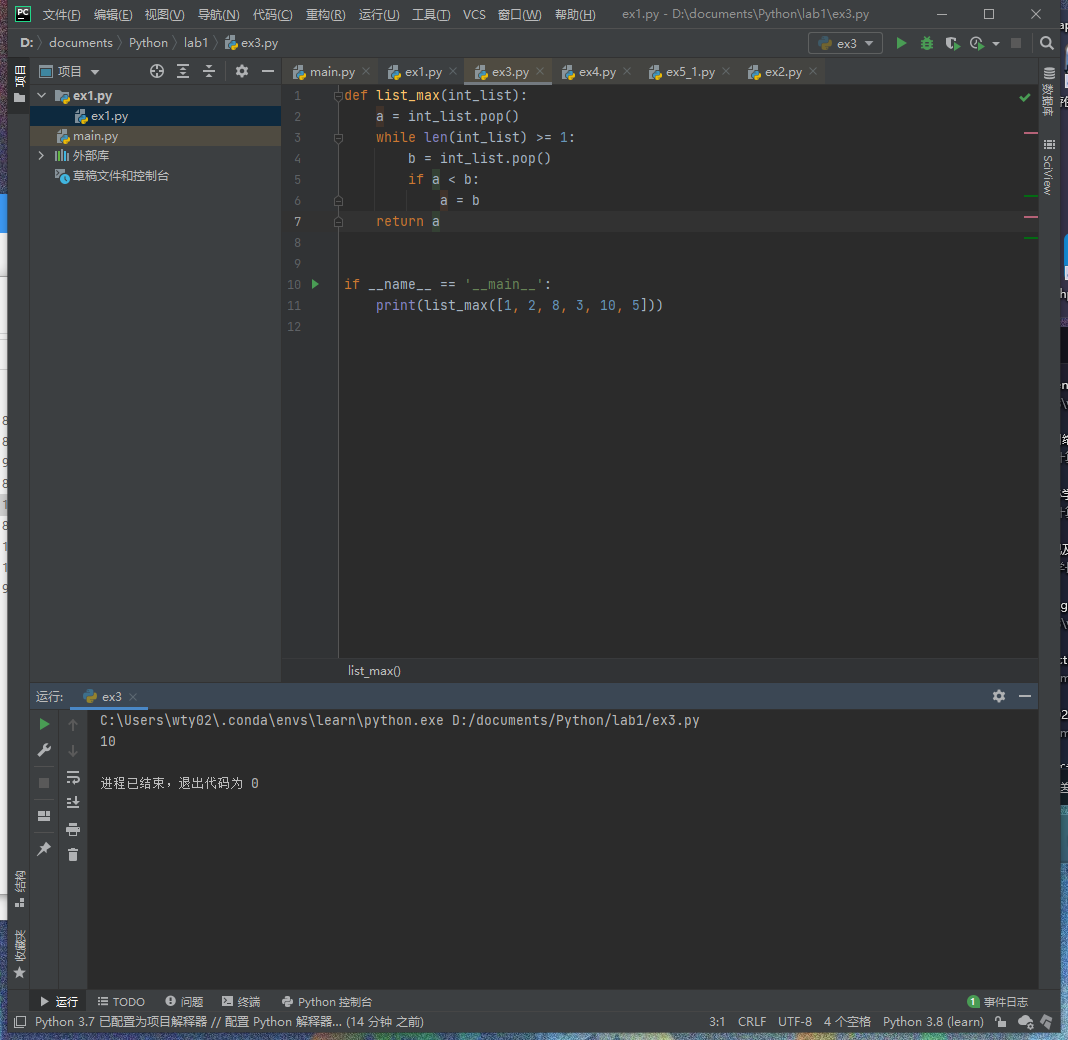 文件(F) 编辑(E) 视图(V) 导航(N) 代码(C) 重构(R) 运行(U) 工具(T) VCS 窗口(W) 帮助(H) ex1.py - D:\documents\Python\lab1\ex3.py
D: documents Python lab1 ex3.py ex3
项目
main.py ex1.py ex3.py ex4.py ex5_1.py ex2.py
项目
ex1.py
ex1.py
main.py
外部库
草稿文件和控制台
1 def list_max(int_list):
2 a = int_list.pop()
3 while len(int_list) >= 1:
4 b = int_list.pop()
5 if a < b:
6 a = b
7 return a
8
9
10 if __name__ == '__main__':
11 print(list_max([1, 2, 8, 3, 10, 5]))
12
数据库
SciView
list_max()
运行: ex3
C:\Users\wty02\.conda\envs\learn\python.exe D:/documents/Python/lab1/ex3.py
10
进程已结束，退出代码为 0
结构
收藏夹
运行 TODO 问题 终端 Python 控制台 1 事件日志
Python 3.7 已配置为项目解释器 // 配置 Python 解释器... (14 分钟 之前) 3:1 CRLF UTF-8 4 个空格 Python 3.8 (learn)